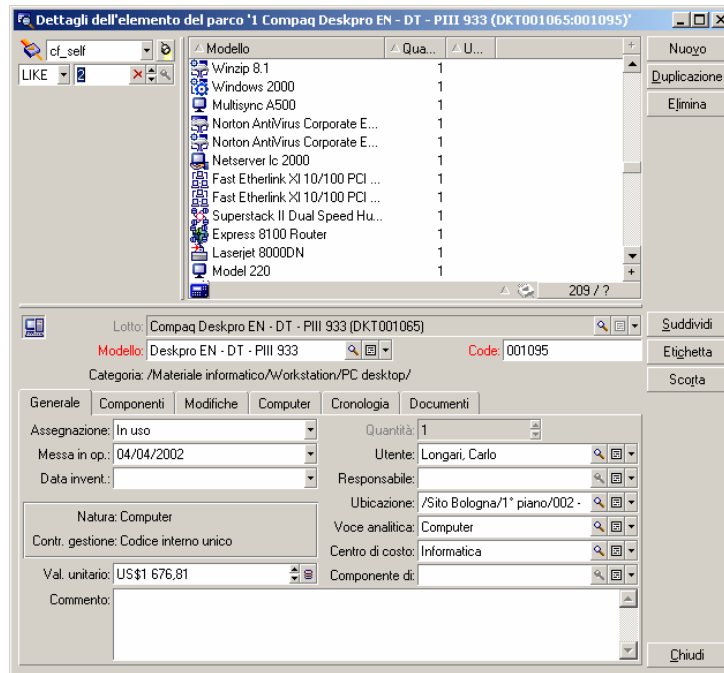 Dettagli dell'elemento del parco '1 Compaq Deskpro EN - DT - PIII 933 (DKT001065:001095)'
cf_self
LIKE 2
Modello Qua... U...
Winzip 8.1 1
Windows 2000 1
Multisync A500 1
Norton AntiVirus Corporate E... 1
Norton AntiVirus Corporate E... 1
Netserver lc 2000 1
Fast Etherlink XI 10/100 PCI ... 1
Fast Etherlink XI 10/100 PCI ... 1
Superstack II Dual Speed Hu... 1
Express 8100 Router 1
Laserjet 8000DN 1
Model 220 1
209 / ?
Nuovo
Duplicazione
Elimina
Lotto: Compaq Deskpro EN - DT - PIII 933 (DKT001065)
Modello: Deskpro EN - DT - PIII 933 Code: 001095
Categoria: /Materiale informatico/Workstation/PC desktop/
Suddividi
Etichetta
Scorta
Generale Componenti Modifiche Computer Cronologia Documenti
Assegnazione: In uso Quantità: 1
Messa in op.: 04/04/2002 Utente: Longari, Carlo
Data invent.: Responsabile:
Ubicazione: /Sito Bologna/1° piano/002 -
Natura: Computer Voce analitica: Computer
Contr. gestione: Codice interno unico Centro di costo: Informatica
Val. unitario: US$1 676,81 Componente di:
Commento:
Chiudi